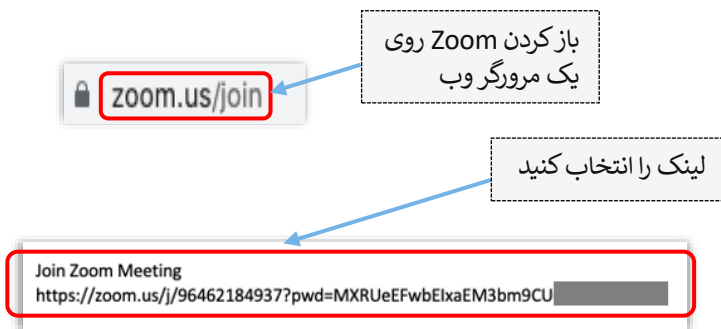 باز کردن Zoom روی
یک مرورگر وب
zoom.us/join
لینک را انتخاب کنید
Join Zoom Meeting
https://zoom.us/j/96462184937?pwd=MXRUeEFwbElxaEM3bm9CU